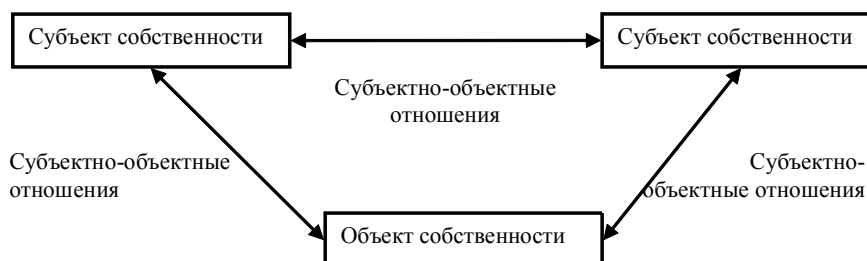 Субъект собственности
Субъект собственности
Субъектно-объектные
отношения
Субъектно-объектные
отношения
Субъектно-
объектные отношения
Объект собственности